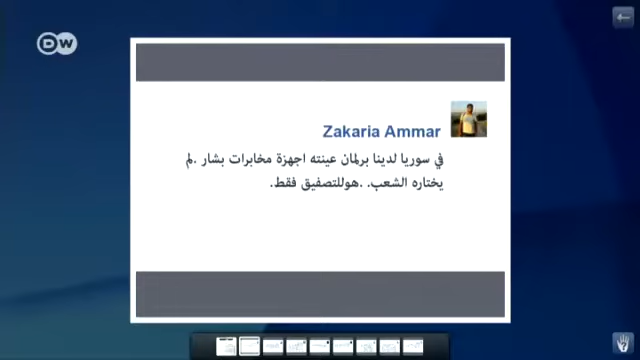 DW
Zakaria Ammar
في سوريا لدينا برلمان عينته اجهزة مخابرات بشار .لم
يختاره الشعب. .هوللتصفيق فقط.